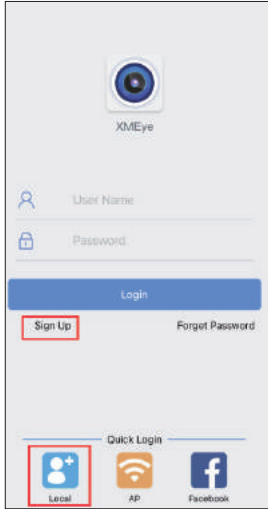 XMEye
User Name
Password
Login
Sign Up Forget Password
Quick Login
Local AP Facebook